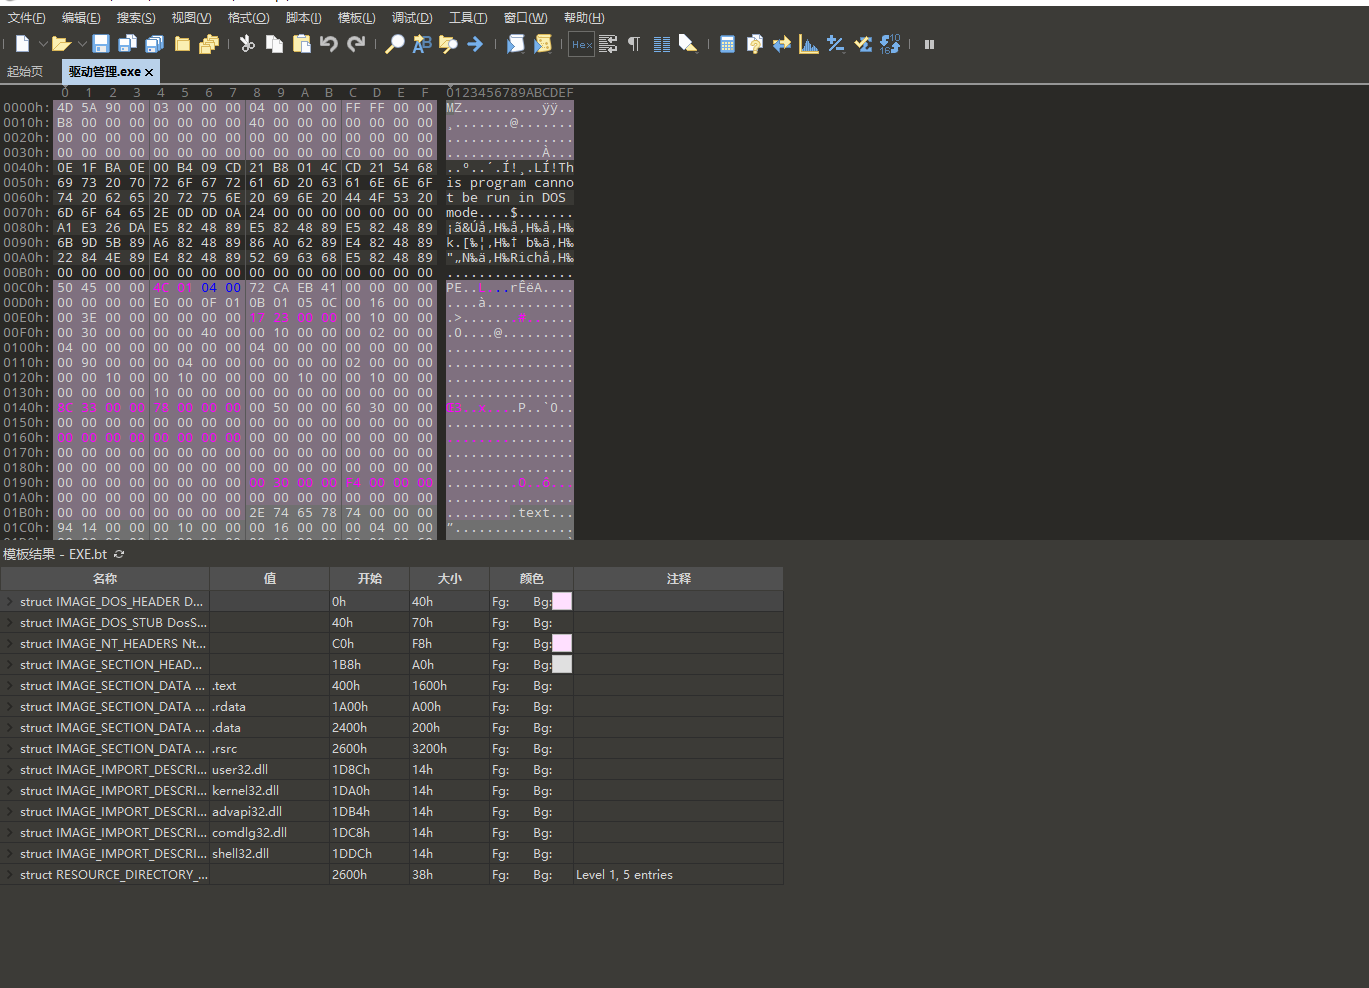 文件(F) 编辑(E) 搜索(S) 视图(V) 格式(O) 脚本(I) 模板(L) 调试(D) 工具(T) 窗口(W) 帮助(H)
Hex
起始页 驱动管理.exe ×
0 1 2 3 4 5 6 7 8 9 A B C D E F 0123456789ABCDEF
0000h: 4D 5A 90 00 03 00 00 00 04 00 00 00 FF FF 00 00 MZ..........ÿÿ..
0010h: B8 00 00 00 00 00 00 00 40 00 00 00 00 00 00 00 ¸.......@.......
0020h: 00 00 00 00 00 00 00 00 00 00 00 00 00 00 00 00 ................
0030h: 00 00 00 00 00 00 00 00 00 00 00 00 C0 00 00 00 ............À...
0040h: 0E 1F BA 0E 00 B4 09 CD 21 B8 01 4C CD 21 54 68 ..º..´.Í!¸.LÍ!Th
0050h: 69 73 20 70 72 6F 67 72 61 6D 20 63 61 6E 6E 6F is program canno
0060h: 74 20 62 65 20 72 75 6E 20 69 6E 20 44 4F 53 20 t be run in DOS
0070h: 6D 6F 64 65 2E 0D 0D 0A 24 00 00 00 00 00 00 00 mode....$.......
0080h: A1 E3 26 DA E5 82 48 89 E5 82 48 89 E5 82 48 89 ¡ã&Úå‚H‰å‚H‰å‚H‰
0090h: 6B 9D 5B 89 A6 82 48 89 86 A0 62 89 E4 82 48 89 k.[‰¦‚H‰† b‰ä‚H‰
00A0h: 22 84 4E 89 E4 82 48 89 52 69 63 68 E5 82 48 89 "„N‰ä‚H‰Richå‚H‰
00B0h: 00 00 00 00 00 00 00 00 00 00 00 00 00 00 00 00 ................
00C0h: 50 45 00 00 4C 01 04 00 72 CA EB 41 00 00 00 00 PE..L...rÊëA....
00D0h: 00 00 00 00 E0 00 0F 01 0B 01 05 0C 00 16 00 00 ....à...........
00E0h: 00 3E 00 00 00 00 00 00 17 23 00 00 00 10 00 00 .>.......#......
00F0h: 00 30 00 00 00 00 40 00 00 10 00 00 00 02 00 00 .0....@.........
0100h: 04 00 00 00 00 00 00 00 04 00 00 00 00 00 00 00 ................
0110h: 00 90 00 00 00 04 00 00 00 00 00 00 02 00 00 00 ................
0120h: 00 00 10 00 00 10 00 00 00 00 10 00 00 10 00 00 ................
0130h: 00 00 00 00 10 00 00 00 00 00 00 00 00 00 00 00 ................
0140h: 8C 33 00 00 78 00 00 00 00 50 00 00 60 30 00 00 Œ3..x....P..`0..
0150h: 00 00 00 00 00 00 00 00 00 00 00 00 00 00 00 00 ................
0160h: 00 00 00 00 00 00 00 00 00 00 00 00 00 00 00 00 ................
0170h: 00 00 00 00 00 00 00 00 00 00 00 00 00 00 00 00 ................
0180h: 00 00 00 00 00 00 00 00 00 00 00 00 00 00 00 00 ................
0190h: 00 00 00 00 00 00 00 00 00 30 00 00 F4 00 00 00 .........0..ô...
01A0h: 00 00 00 00 00 00 00 00 00 00 00 00 00 00 00 00 ................
01B0h: 00 00 00 00 00 00 00 00 2E 74 65 78 74 00 00 00 .........text...
01C0h: 94 14 00 00 00 10 00 00 00 16 00 00 00 04 00 00 ”...............
模板结果 - EXE.bt
名称 值 开始 大小 颜色 注释
struct IMAGE_DOS_HEADER D... 0h 40h Fg: Bg:
struct IMAGE_DOS_STUB DosS... 40h 70h Fg: Bg:
struct IMAGE_NT_HEADERS Nt... C0h F8h Fg: Bg:
struct IMAGE_SECTION_HEAD... 1B8h A0h Fg: Bg:
struct IMAGE_SECTION_DATA ... .text 400h 1600h Fg: Bg:
struct IMAGE_SECTION_DATA ... .rdata 1A00h A00h Fg: Bg:
struct IMAGE_SECTION_DATA ... .data 2400h 200h Fg: Bg:
struct IMAGE_SECTION_DATA ... .rsrc 2600h 3200h Fg: Bg:
struct IMAGE_IMPORT_DESCRI... user32.dll 1D8Ch 14h Fg: Bg:
struct IMAGE_IMPORT_DESCRI... kernel32.dll 1DA0h 14h Fg: Bg:
struct IMAGE_IMPORT_DESCRI... advapi32.dll 1DB4h 14h Fg: Bg:
struct IMAGE_IMPORT_DESCRI... comdlg32.dll 1DC8h 14h Fg: Bg:
struct IMAGE_IMPORT_DESCRI... shell32.dll 1DDCh 14h Fg: Bg:
struct RESOURCE_DIRECTORY_... 2600h 38h Fg: Bg: Level 1, 5 entries